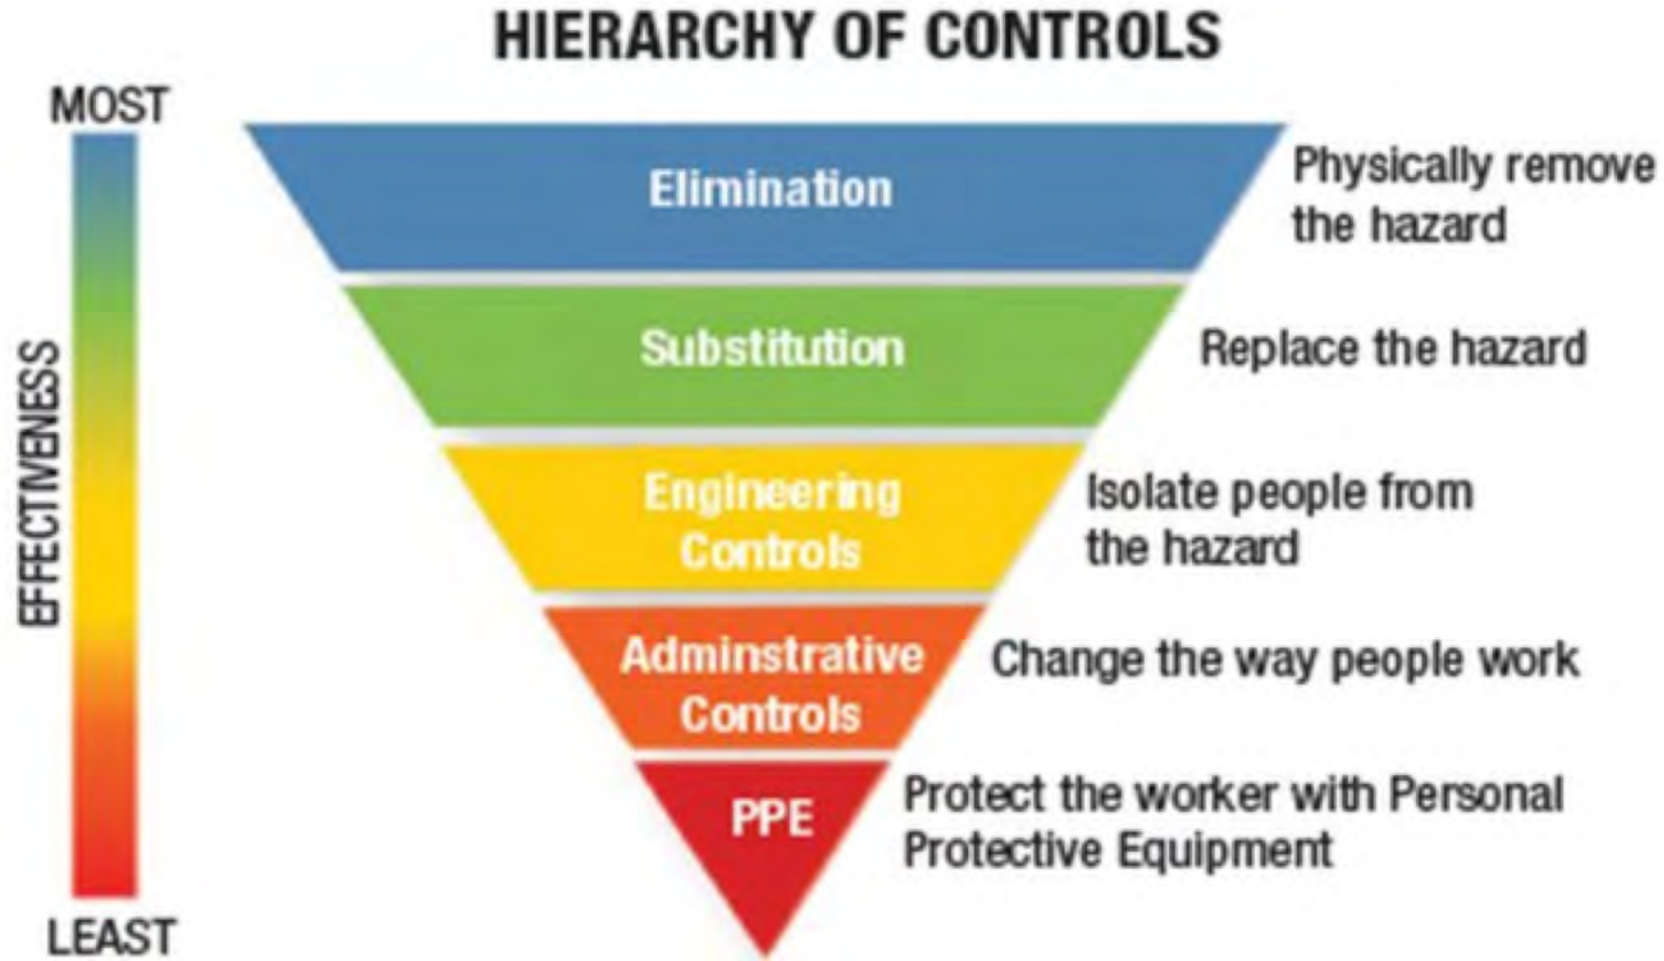 HIERARCHY OF CONTROLS
MOST
EFFECTIVENESS
LEAST
Elimination
Physically remove
the hazard
Substitution
Replace the hazard
Engineering
Controls
Isolate people from
the hazard
Adminstrative
Controls
Change the way people work
PPE
Protect the worker with Personal
Protective Equipment